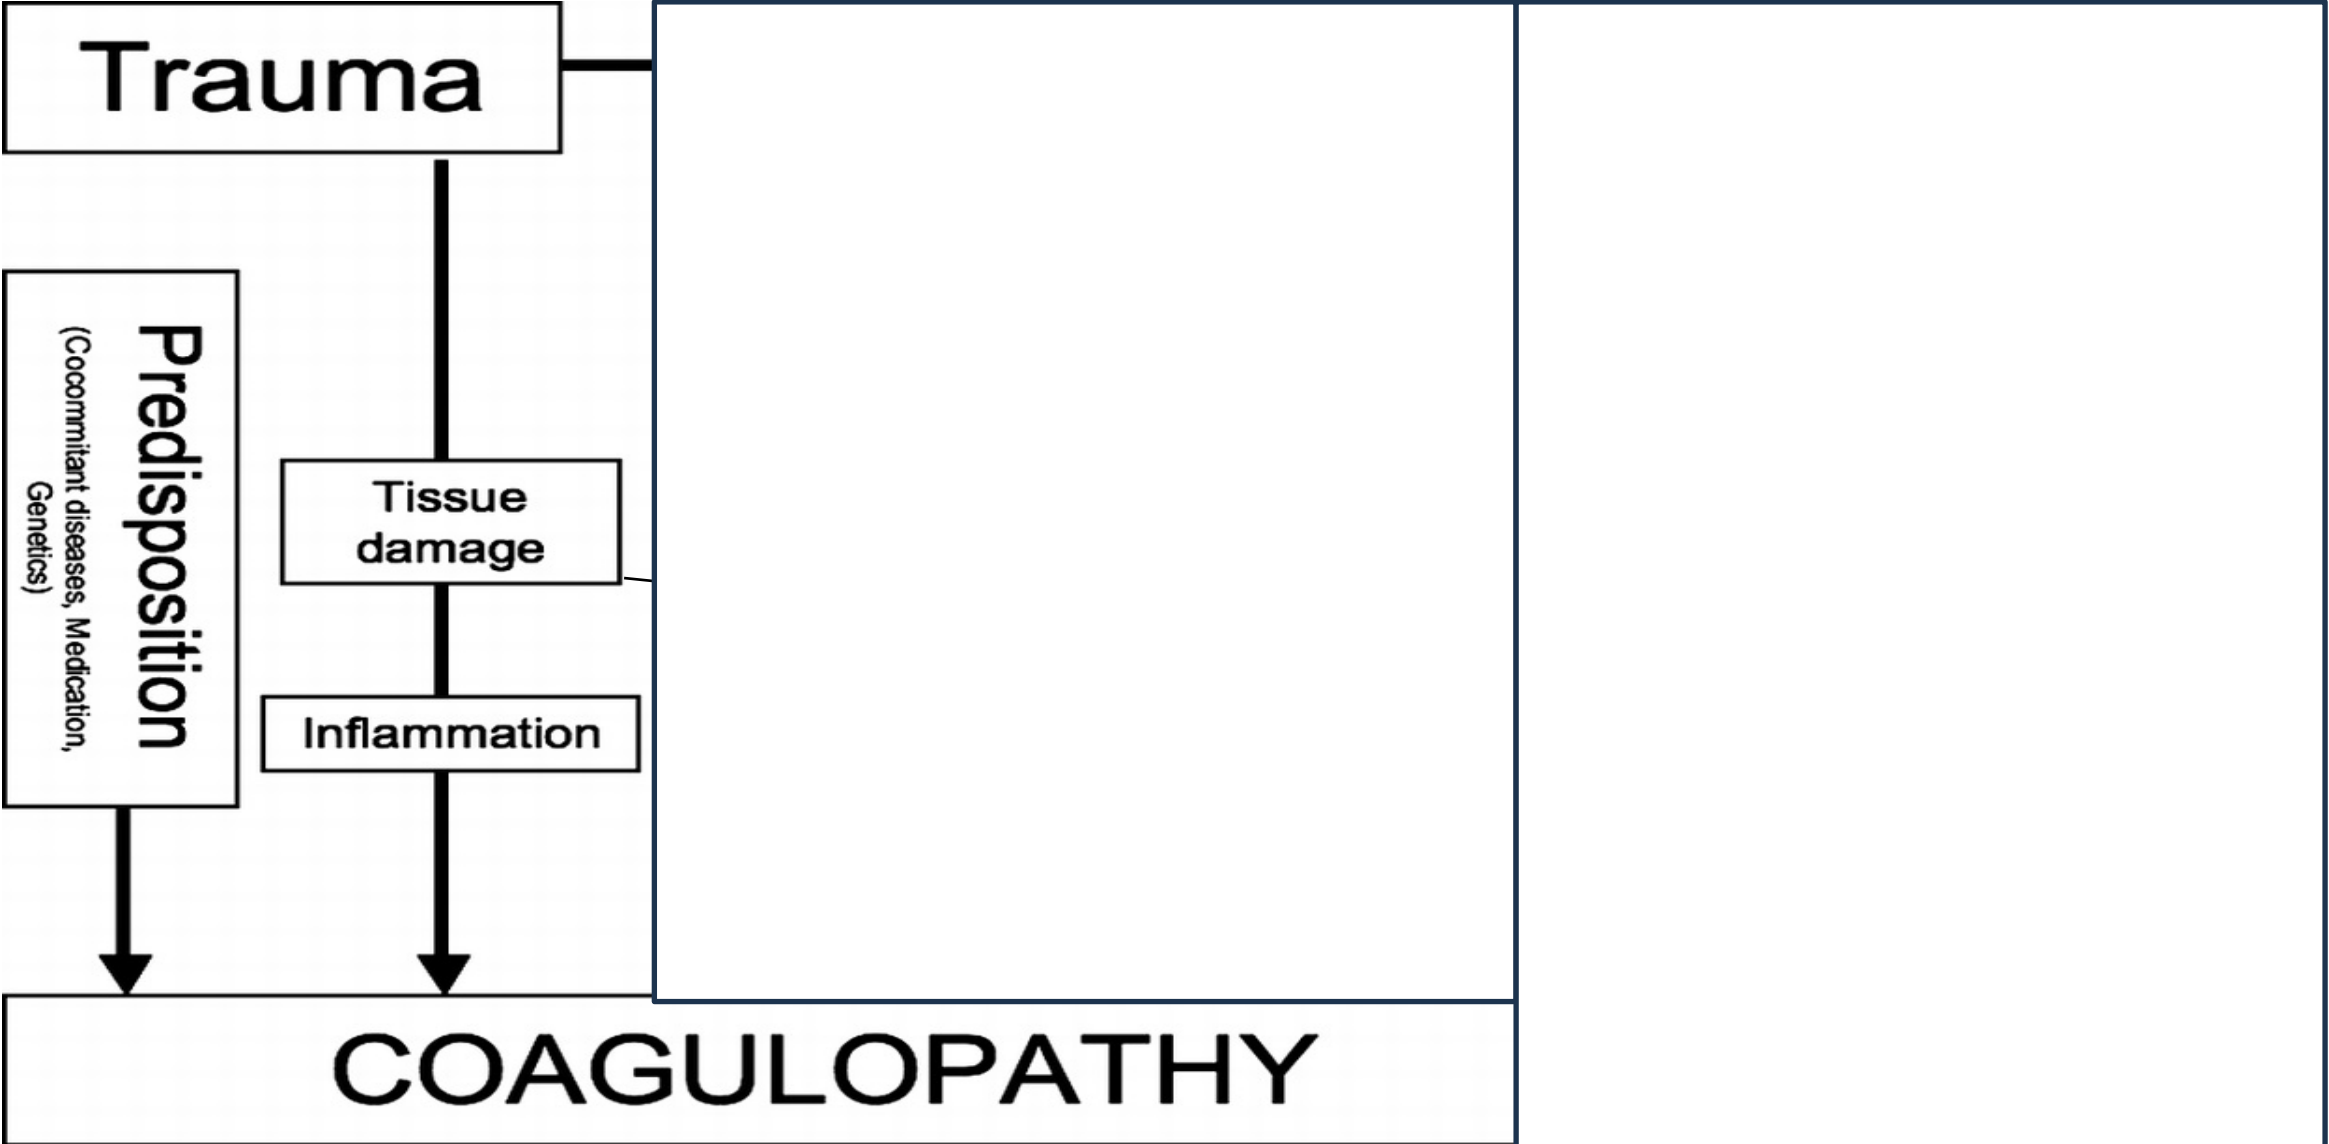 Trauma
Predisposition
(Cocommitant diseases, Medication,
Genetics)
Tissue
damage
Inflammation
COAGULOPATHY